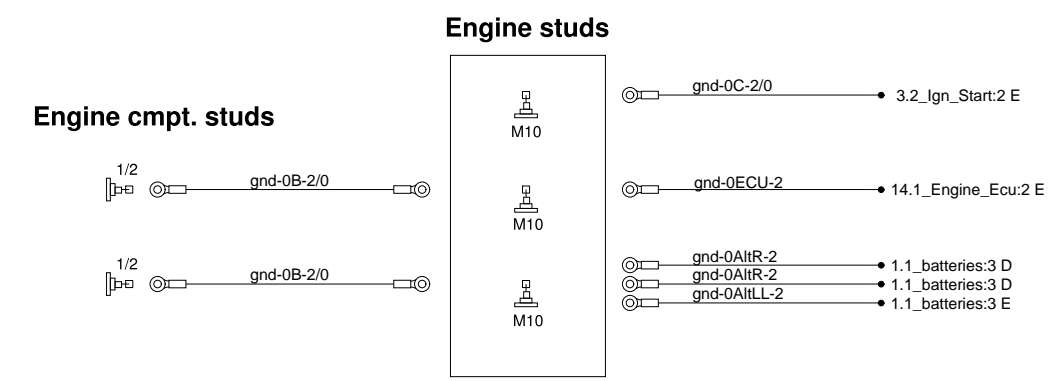 Engine studs
Engine cmpt. studs
gnd-0C-2/0
3.2_Ign_Start:2 E
M10
1/2
gnd-0B-2/0
gnd-0ECU-2
14.1_Engine_Ecu:2 E
M10
1/2
gnd-0B-2/0
gnd-0AltR-2
1.1_batteries:3 D
gnd-0AltR-2
1.1_batteries:3 D
gnd-0AltLL-2
1.1_batteries:3 E
M10